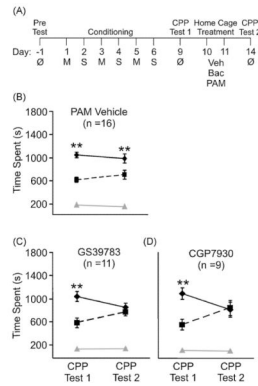 (A)
Pre Test
Conditioning
CPP Test 1
Home Cage Treatment
CPP Test 2
Day: -1 1 2 3 4 5 6 9 10 11 14
Ø M S M S M S Ø Veh Ø
Bac
PAM
(B)
PAM Vehicle
(n =16)
Time Spent (s)
1800
1400
1000
600
200
** **
(C)
GS39783
(n =11)
Time Spent (s)
1800
1400
1000
600
200
**
CPP Test 1
CPP Test 2
(D)
CGP7930
(n =9)
**
CPP Test 1
CPP Test 2